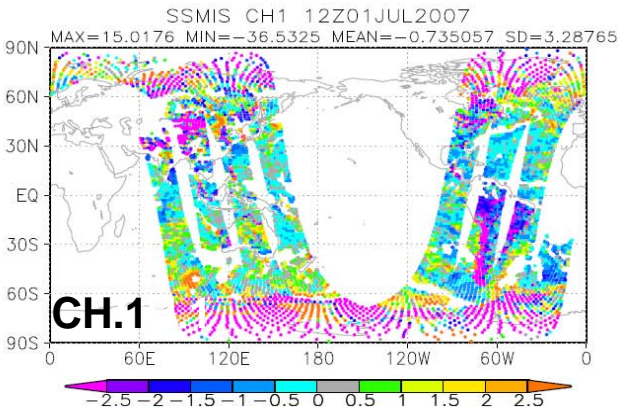 SSMIS CH1 12Z01JUL2007
MAX=15.0176 MIN=−36.5325 MEAN=−0.735057 SD=3.28765
90N
60N
30N
EQ
30S
60S
90S
CH.1
0 60E 120E 180 120W 60W 0
−2.5 −2 −1.5 −1 −0.5 0 0.5 1 1.5 2 2.5